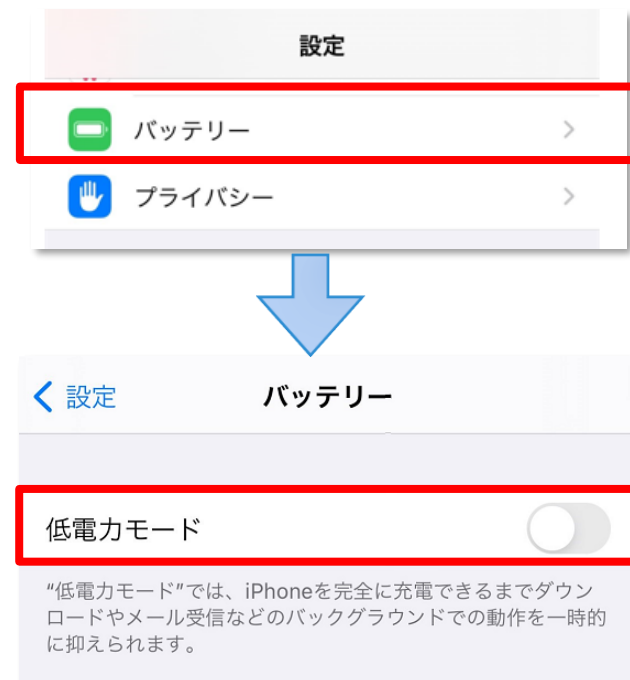 設定
バッテリー
プライバシー
設定
バッテリー
低電力モード
“低電力モード”では、iPhoneを完全に充電できるまでダウン
ロードやメール受信などのバックグラウンドでの動作を一時的
に抑えられます。